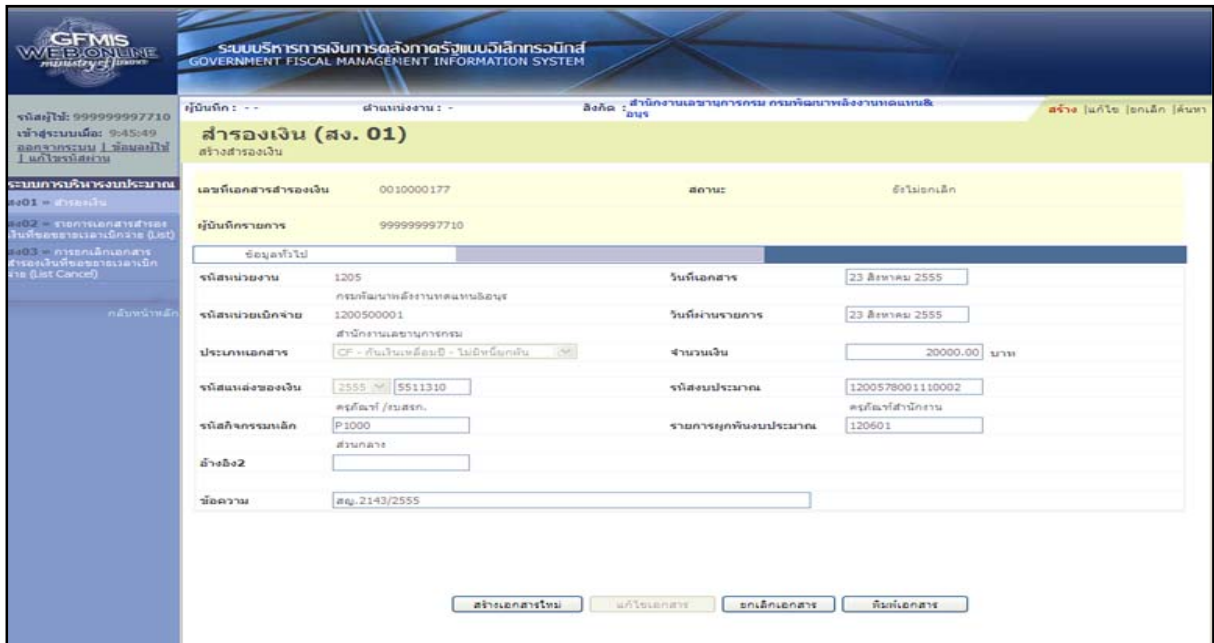 GFMIS
WEB ONLINE
ministry of finance
ระบบบริหารการเงินการคลังภาครัฐแบบอิเล็กทรอนิกส์
GOVERNMENT FISCAL MANAGEMENT INFORMATION SYSTEM
รหัสผู้ใช้: 999999997710
เข้าสู่ระบบเมื่อ: 9:45:49
ออกจากระบบ | ข้อมูลผู้ใช้
| แก้ไขรหัสผ่าน
ผู้บันทึก : - - ตำแหน่งงาน : - สังกัด : สำนักงานเลขานุการกรม กรมพัฒนาพลังงานทดแทน&
อนุร
สร้าง |แก้ไข |ยกเลิก |ค้นหา
สำรองเงิน (สง. 01)
สร้างสำรองเงิน
ระบบการบริหารงบประมาณ
สง01 = สำรองเงิน
สง02 = รายการเอกสารสำรอง
เงินที่ขอขยายเวลาเบิกจ่าย (List)
สง03 = การยกเลิกเอกสาร
สำรองเงินที่ขอขยายเวลาเบิก
จ่าย (List Cancel)
กลับหน้าหลัก
เลขที่เอกสารสำรองเงิน 0010000177 สถานะ ยังไม่ยกเลิก
ผู้บันทึกรายการ 999999997710
ข้อมูลทั่วไป
รหัสหน่วยงาน 1205 วันที่เอกสาร 23 สิงหาคม 2555
กรมพัฒนาพลังงานทดแทน&อนุร
รหัสหน่วยเบิกจ่าย 1200500001 วันที่ผ่านรายการ 23 สิงหาคม 2555
สำนักงานเลขานุการกรม
ประเภทเอกสาร CF - กันเงินเหลื่อมปี - ไม่มีหนี้ผูกพัน จำนวนเงิน 20000.00 บาท
รหัสแหล่งของเงิน 2555 5511310 รหัสงบประมาณ 1200578001110002
ครุภัณฑ์ /งบสรก. ครุภัณฑ์สำนักงาน
รหัสกิจกรรมหลัก P1000 รายการผูกพันงบประมาณ 120601
ส่วนกลาง
อ้างอิง2
ข้อความ สญ.2143/2555
สร้างเอกสารใหม่ แก้ไขเอกสาร ยกเลิกเอกสาร พิมพ์เอกสาร